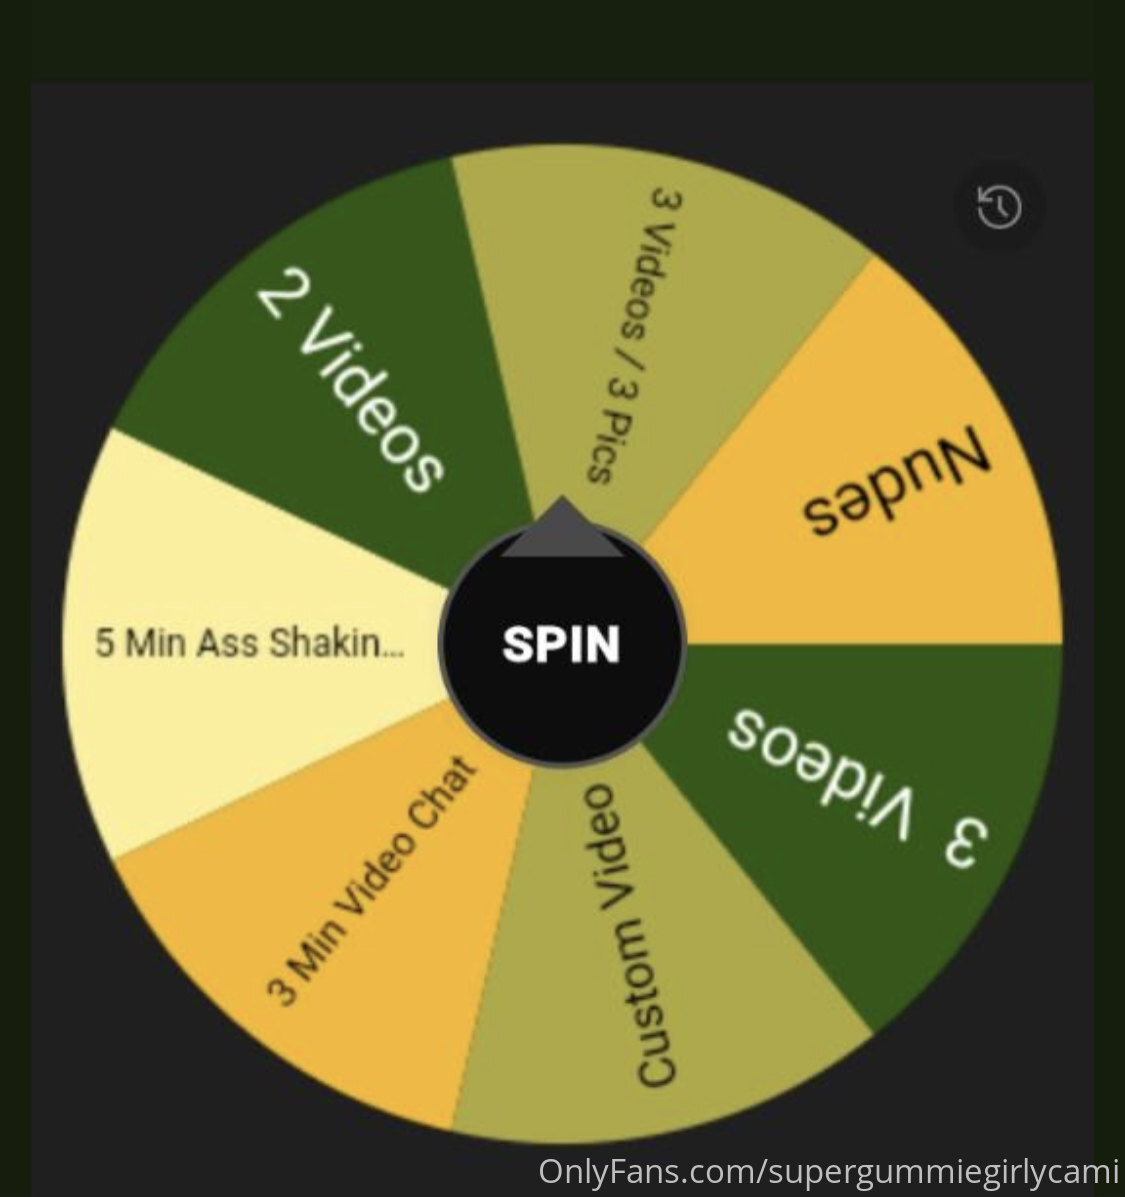 3 Videos / 3 Pics
Nudes
3 Videos
Custom Video
3 Min Video Chat
5 Min Ass Shakin...
2 Videos
SPIN
OnlyFans.com/supergummiegirlycami